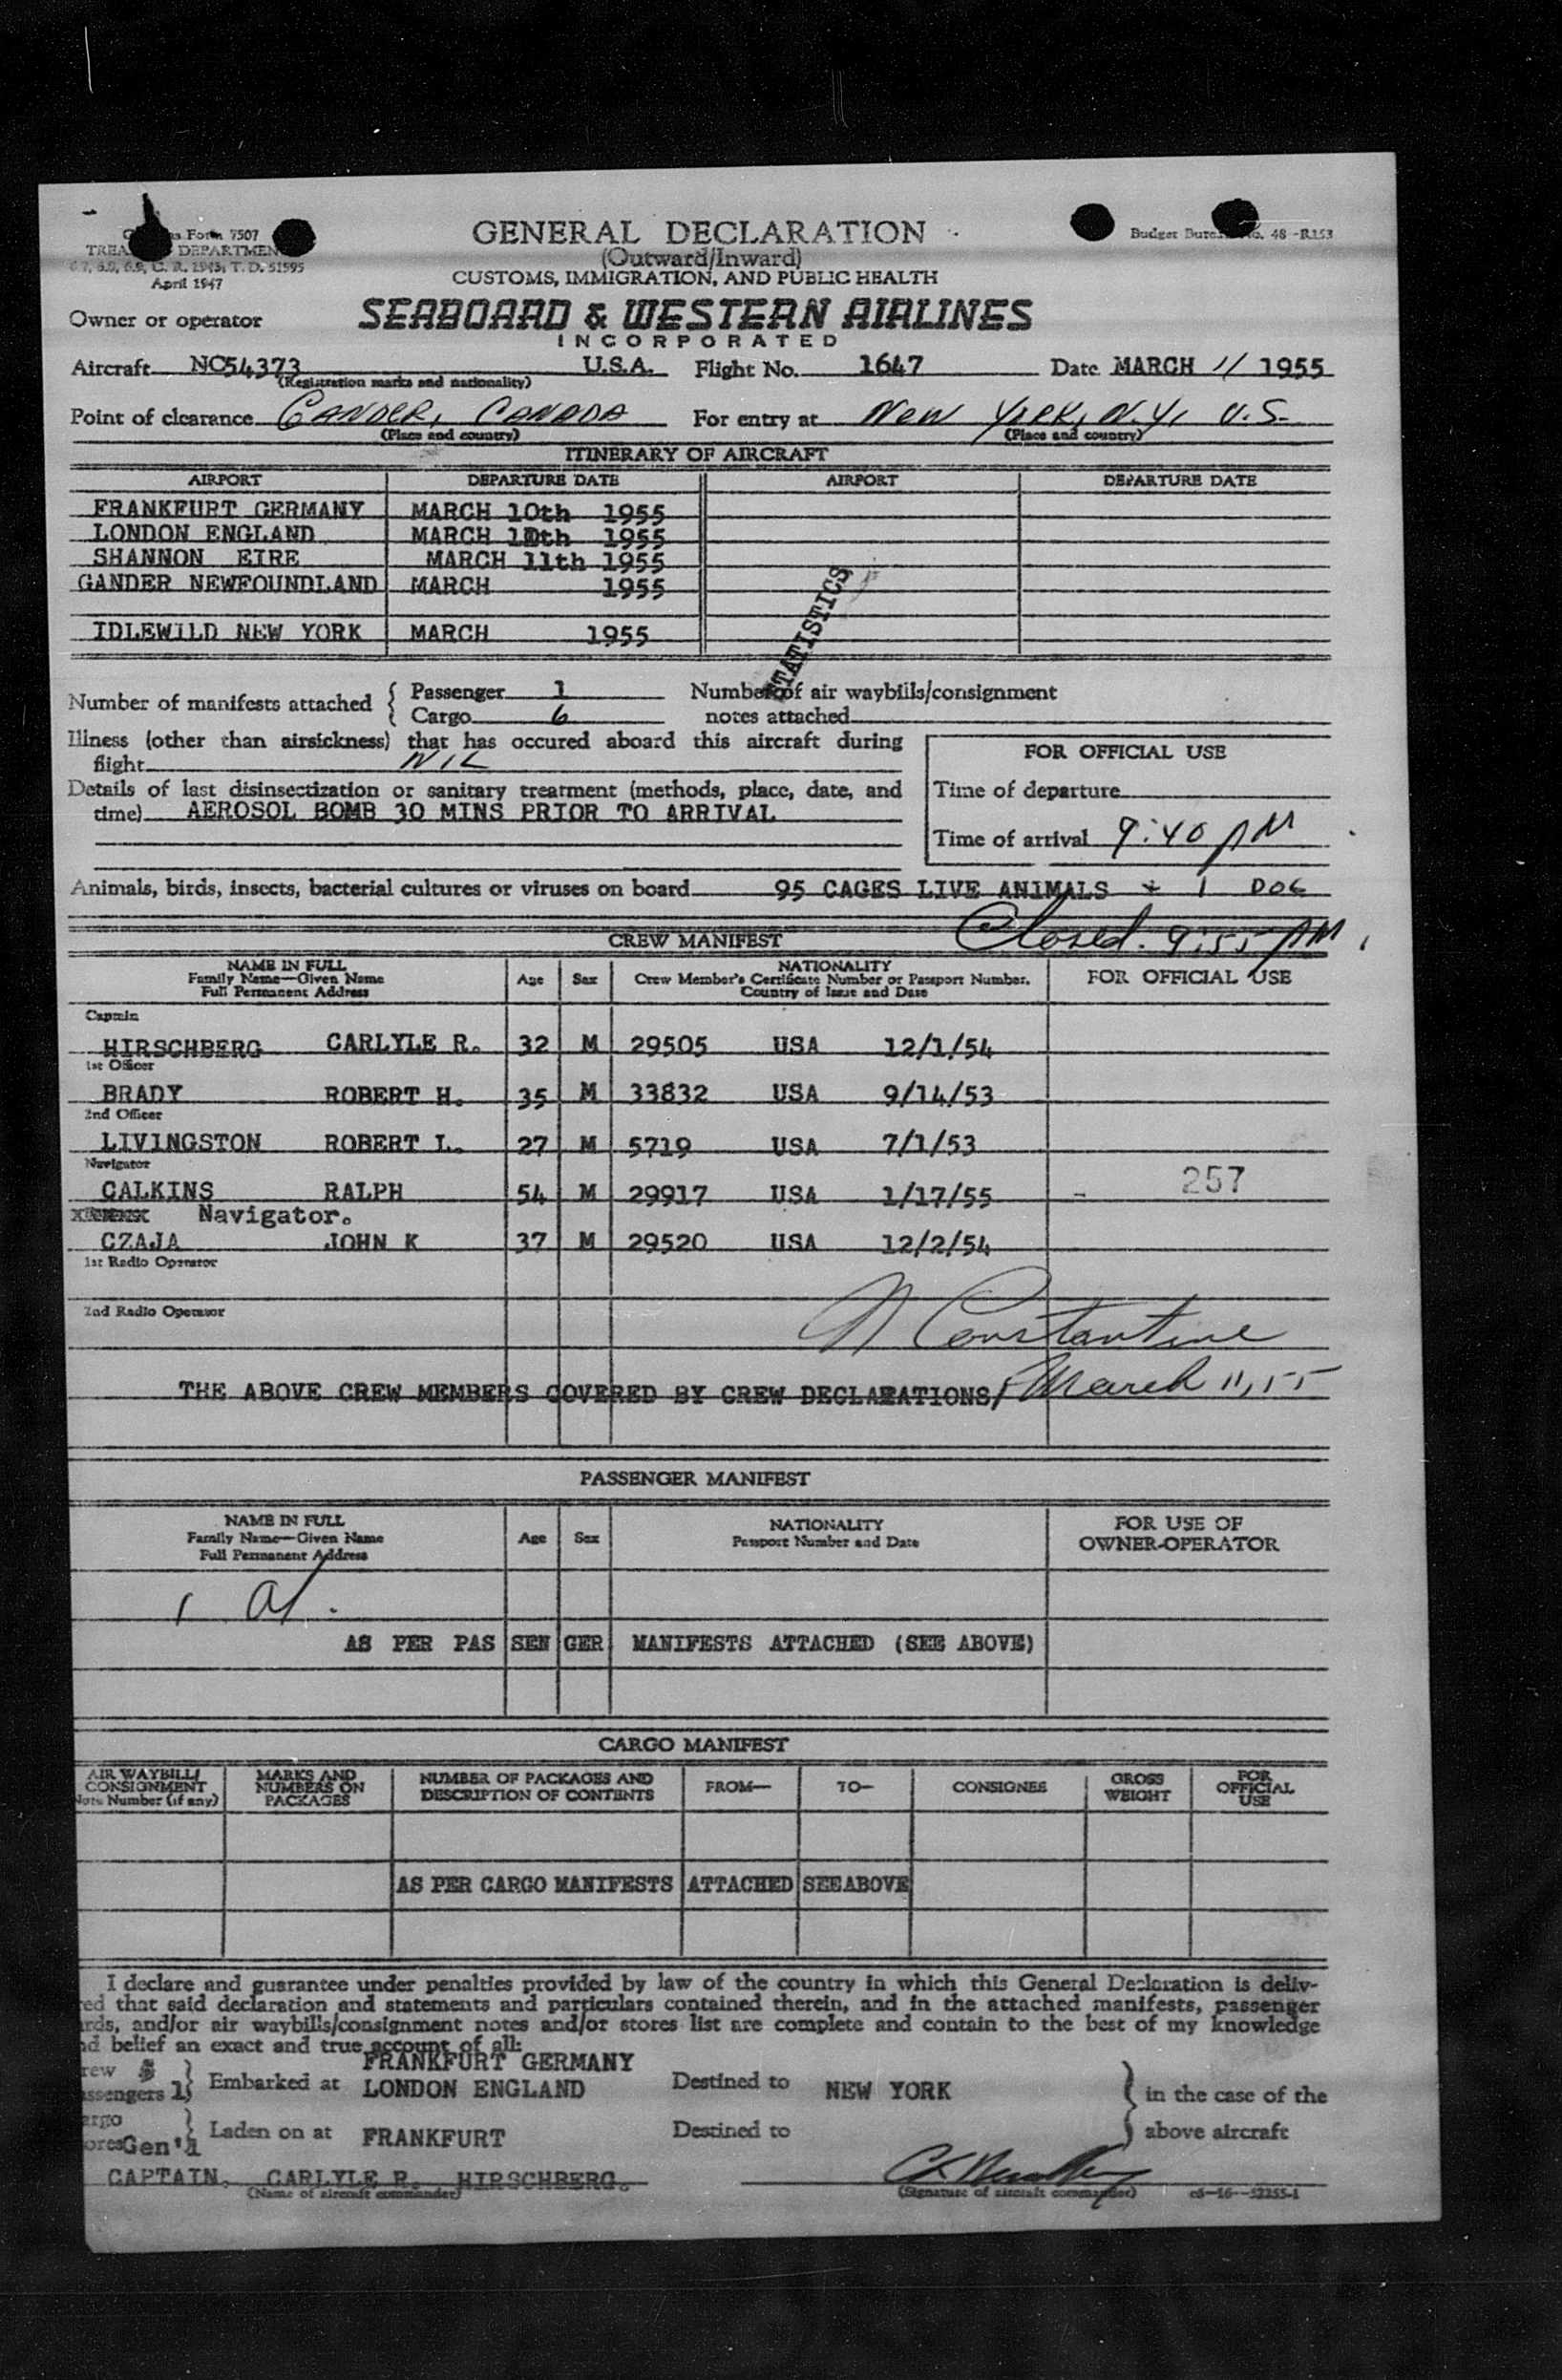 Customs Form 7507
TREASURY DEPARTMENT
C. R. 1943; T. D. 51595
April 1947
GENERAL DECLARATION
(Outward/Inward)
CUSTOMS, IMMIGRATION, AND PUBLIC HEALTH
Budget Bureau No. 48-R153
Owner or operator SEABOARD & WESTERN AIRLINES
INCORPORATED
Aircraft NC54373 U.S.A. Flight No. 1647 Date MARCH 11 1955
(Registration marks and nationality)
Point of clearance GANDER, CANADA For entry at New York, N.Y. U.S.
(Place and country) (Place and country)
ITINERARY OF AIRCRAFT
AIRPORT DEPARTURE DATE AIRPORT DEPARTURE DATE
FRANKFURT GERMANY MARCH 10th 1955
LONDON ENGLAND MARCH 10th 1955
SHANNON EIRE MARCH 11th 1955
GANDER NEWFOUNDLAND MARCH 1955
IDLEWILD NEW YORK MARCH 1955
STATISTICS
Number of manifests attached { Passenger 1 Number of air waybills/consignment
Cargo 6 notes attached
Illness (other than airsickness) that has occured aboard this aircraft during
flight NIL
FOR OFFICIAL USE
Details of last disinsectization or sanitary treatment (methods, place, date, and
time) AEROSOL BOMB 30 MINS PRIOR TO ARRIVAL
Time of departure
Time of arrival 9:40 PM
Animals, birds, insects, bacterial cultures or viruses on board 95 CAGES LIVE ANIMALS + 1 DOG
Closed. 9:55 PM
CREW MANIFEST
NAME IN FULL
Family Name—Given Name
Full Permanent Address
Age Sex
NATIONALITY
Crew Member's Certificate Number or Passport Number,
Country of Issue and Date
FOR OFFICIAL USE
Captain
HIRSCHBERG CARLYLE R. 32 M 29505 USA 12/1/54
1st Officer
BRADY ROBERT H. 35 M 33832 USA 9/14/53
2nd Officer
LIVINGSTON ROBERT L. 27 M 5719 USA 7/1/53
Navigator
CALKINS RALPH 54 M 29917 USA 1/17/55 257
Navigator.
CZAJA JOHN K 37 M 29520 USA 12/2/54
1st Radio Operator
2nd Radio Operator
N Constantine
THE ABOVE CREW MEMBERS COVERED BY CREW DECLARATIONS/ March 11, 55
PASSENGER MANIFEST
NAME IN FULL
Family Name—Given Name
Full Permanent Address
Age Sex
NATIONALITY
Passport Number and Date
FOR USE OF
OWNER-OPERATOR
1
AS PER PASSENGER MANIFESTS ATTACHED (SEE ABOVE)
CARGO MANIFEST
AIR WAYBILL/
CONSIGNMENT
Note Number (if any)
MARKS AND
NUMBERS ON
PACKAGES
NUMBER OF PACKAGES AND
DESCRIPTION OF CONTENTS
FROM— TO— CONSIGNEE
GROSS
WEIGHT
FOR
OFFICIAL
USE
AS PER CARGO MANIFESTS ATTACHED SEE ABOVE
I declare and guarantee under penalties provided by law of the country in which this General Declaration is deliv-
ed that said declaration and statements and particulars contained therein, and in the attached manifests, passenger
rds, and/or air waybills/consignment notes and/or stores list are complete and contain to the best of my knowledge
nd belief an exact and true account of all:
FRANKFURT GERMANY
rew 5
ssengers 1 } Embarked at LONDON ENGLAND Destined to NEW YORK } in the case of the
argo
ores Gen'l } Laden on at FRANKFURT Destined to above aircraft
CAPTAIN. CARLYLE R. HIRSCHBERG.
(Name of aircraft commander) (Signature of aircraft commander) c5-16-52255-1